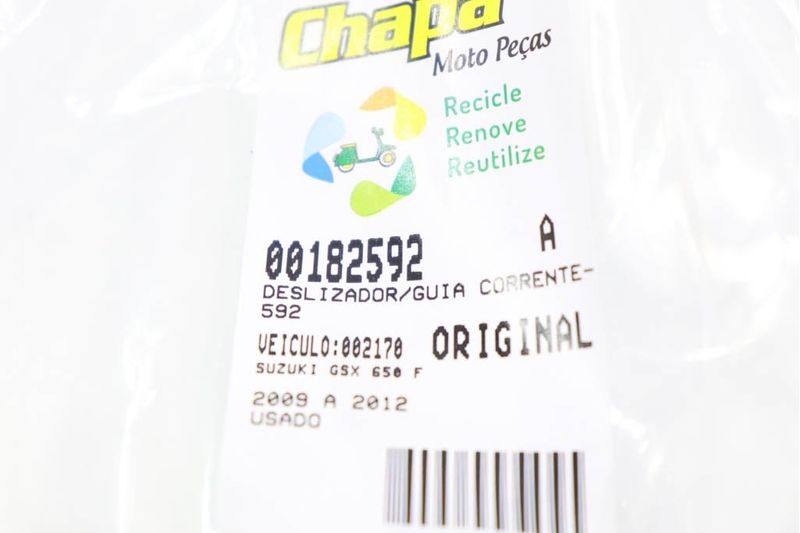 Chapa
Moto Peças
Recicle
Renove
Reutilize
00182592 A
DESLIZADOR/GUIA CORRENTE-
592
VEICULO:002170 ORIGINAL
SUZUKI GSX 650 F
2009 A 2012
USADO